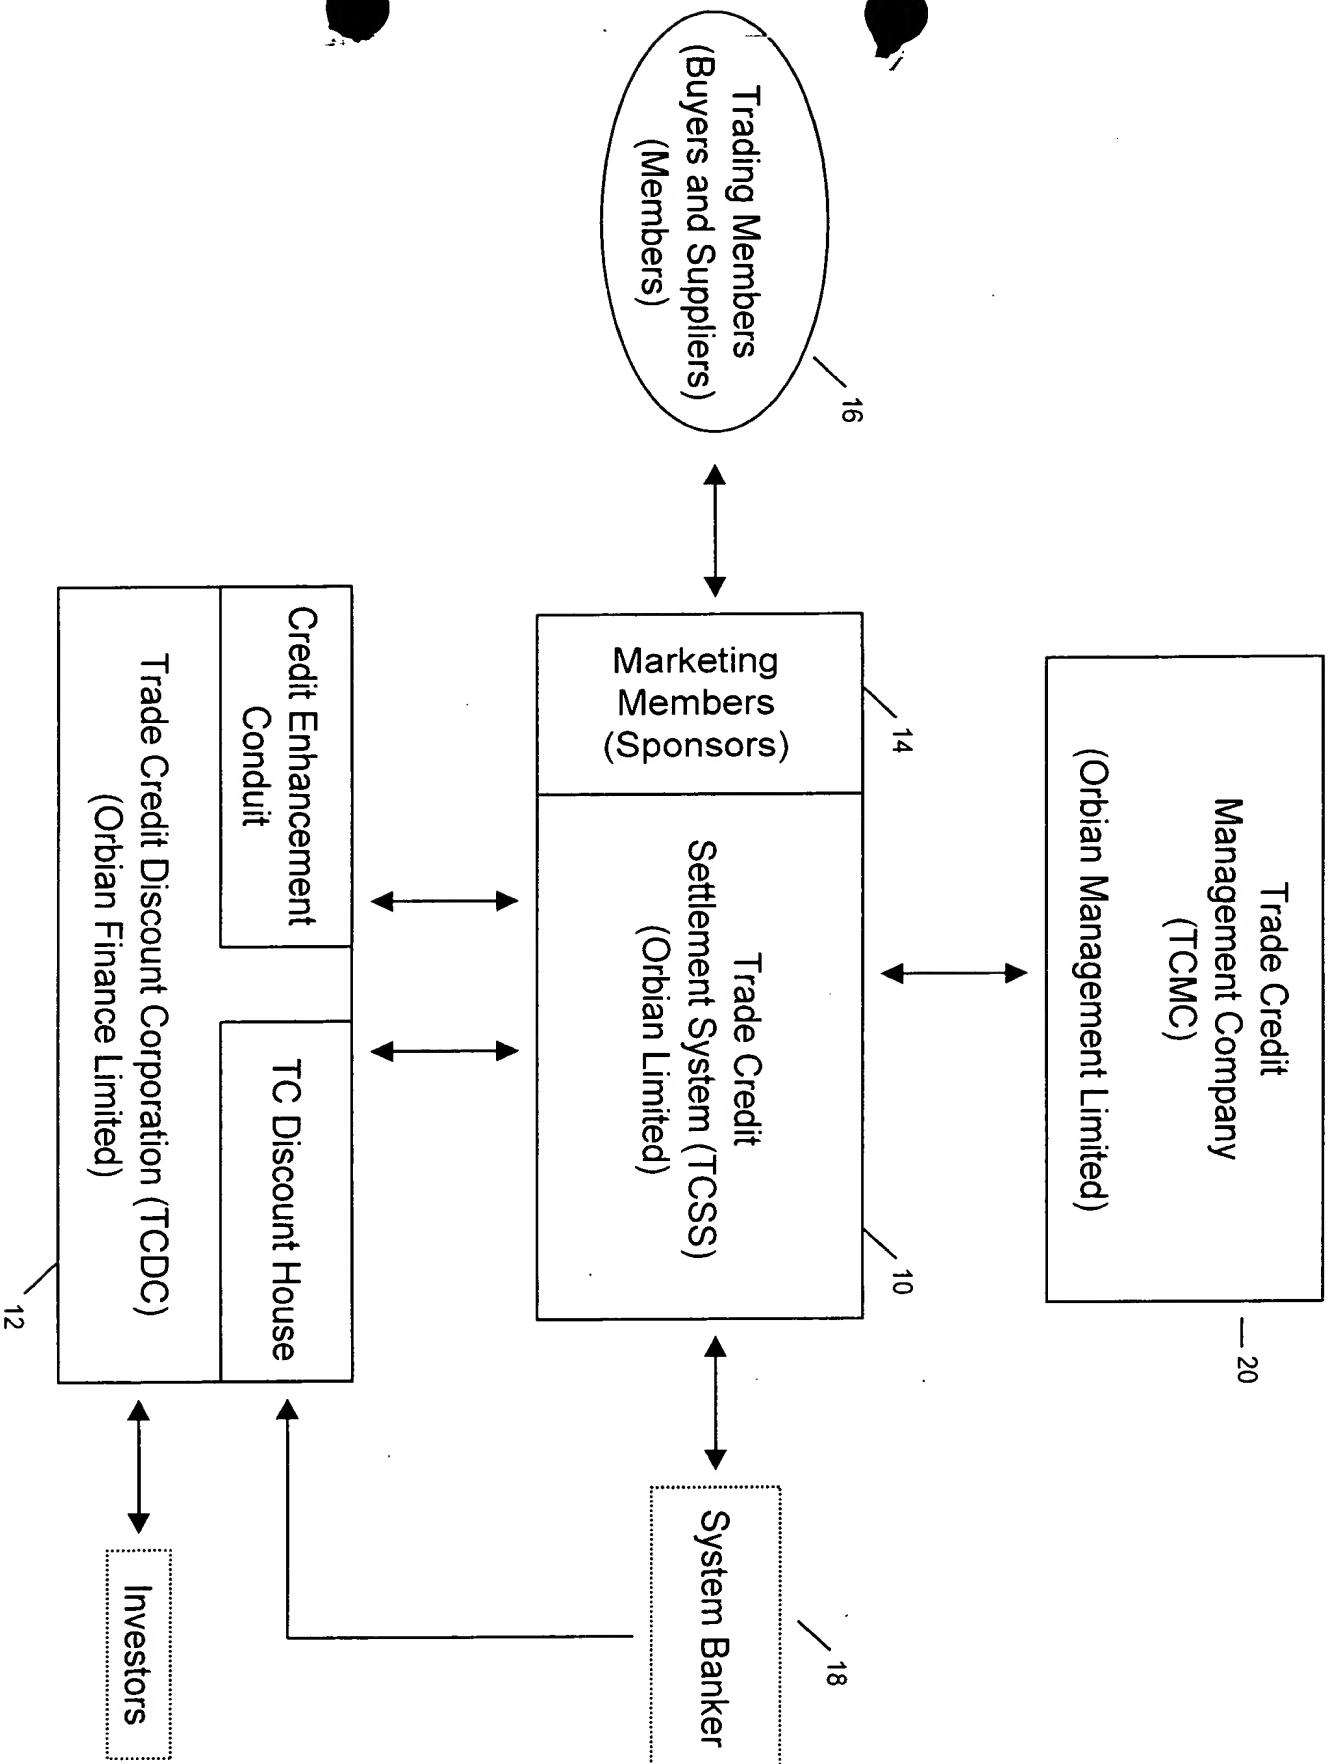 Trade Credit
Management Company
(TCMC)
(Orbian Management Limited)
20
Trading Members
(Buyers and Suppliers)
(Members)
16
Marketing
Members
(Sponsors)
14
Trade Credit
Settlement System (TCSS)
(Orbian Limited)
10
System Banker
18
Credit Enhancement
Conduit
TC Discount House
Trade Credit Discount Corporation (TCDC)
(Orbian Finance Limited)
12
Investors